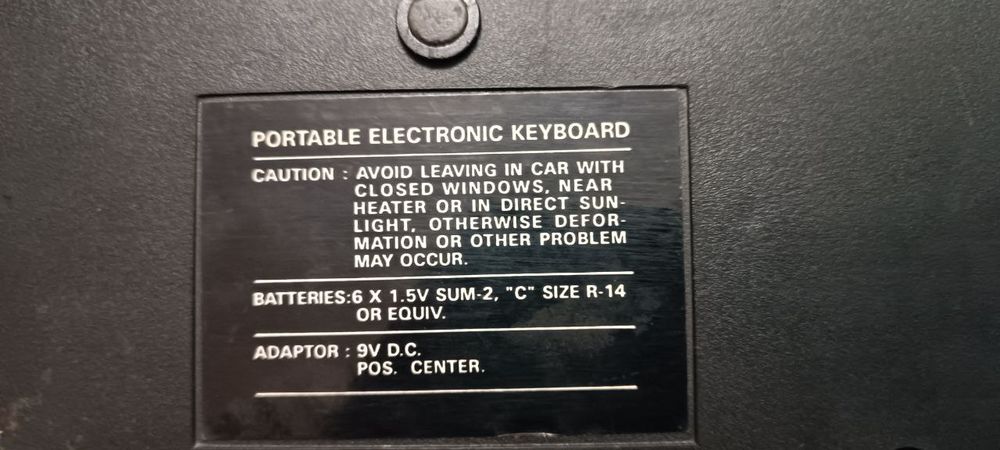 PORTABLE ELECTRONIC KEYBOARD
CAUTION : AVOID LEAVING IN CAR WITH
CLOSED WINDOWS, NEAR
HEATER OR IN DIRECT SUN-
LIGHT, OTHERWISE DEFOR-
MATION OR OTHER PROBLEM
MAY OCCUR.
BATTERIES:6 X 1.5V SUM-2, "C" SIZE R-14
OR EQUIV.
ADAPTOR : 9V D.C.
POS. CENTER.